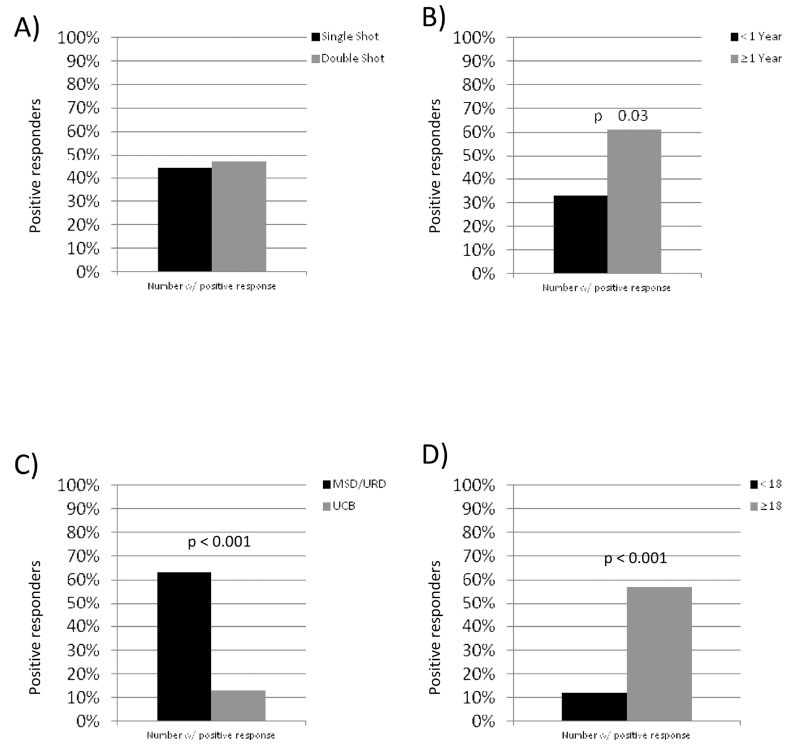 A)
Single Shot
Double Shot
100%
90%
80%
70%
60%
50%
40%
30%
20%
10%
0%
Positive responders
Number w/ positive response
B)
< 1 Year
≥1 Year
p 0.03
100%
90%
80%
70%
60%
50%
40%
30%
20%
10%
0%
Positive responders
Number w/ positive response
C)
MSD/URD
UCB
p < 0.001
100%
90%
80%
70%
60%
50%
40%
30%
20%
10%
0%
Positive responders
Number w/ positive response
D)
<18
≥18
p < 0.001
100%
90%
80%
70%
60%
50%
40%
30%
20%
10%
0%
Positive responders
Number w/ positive response